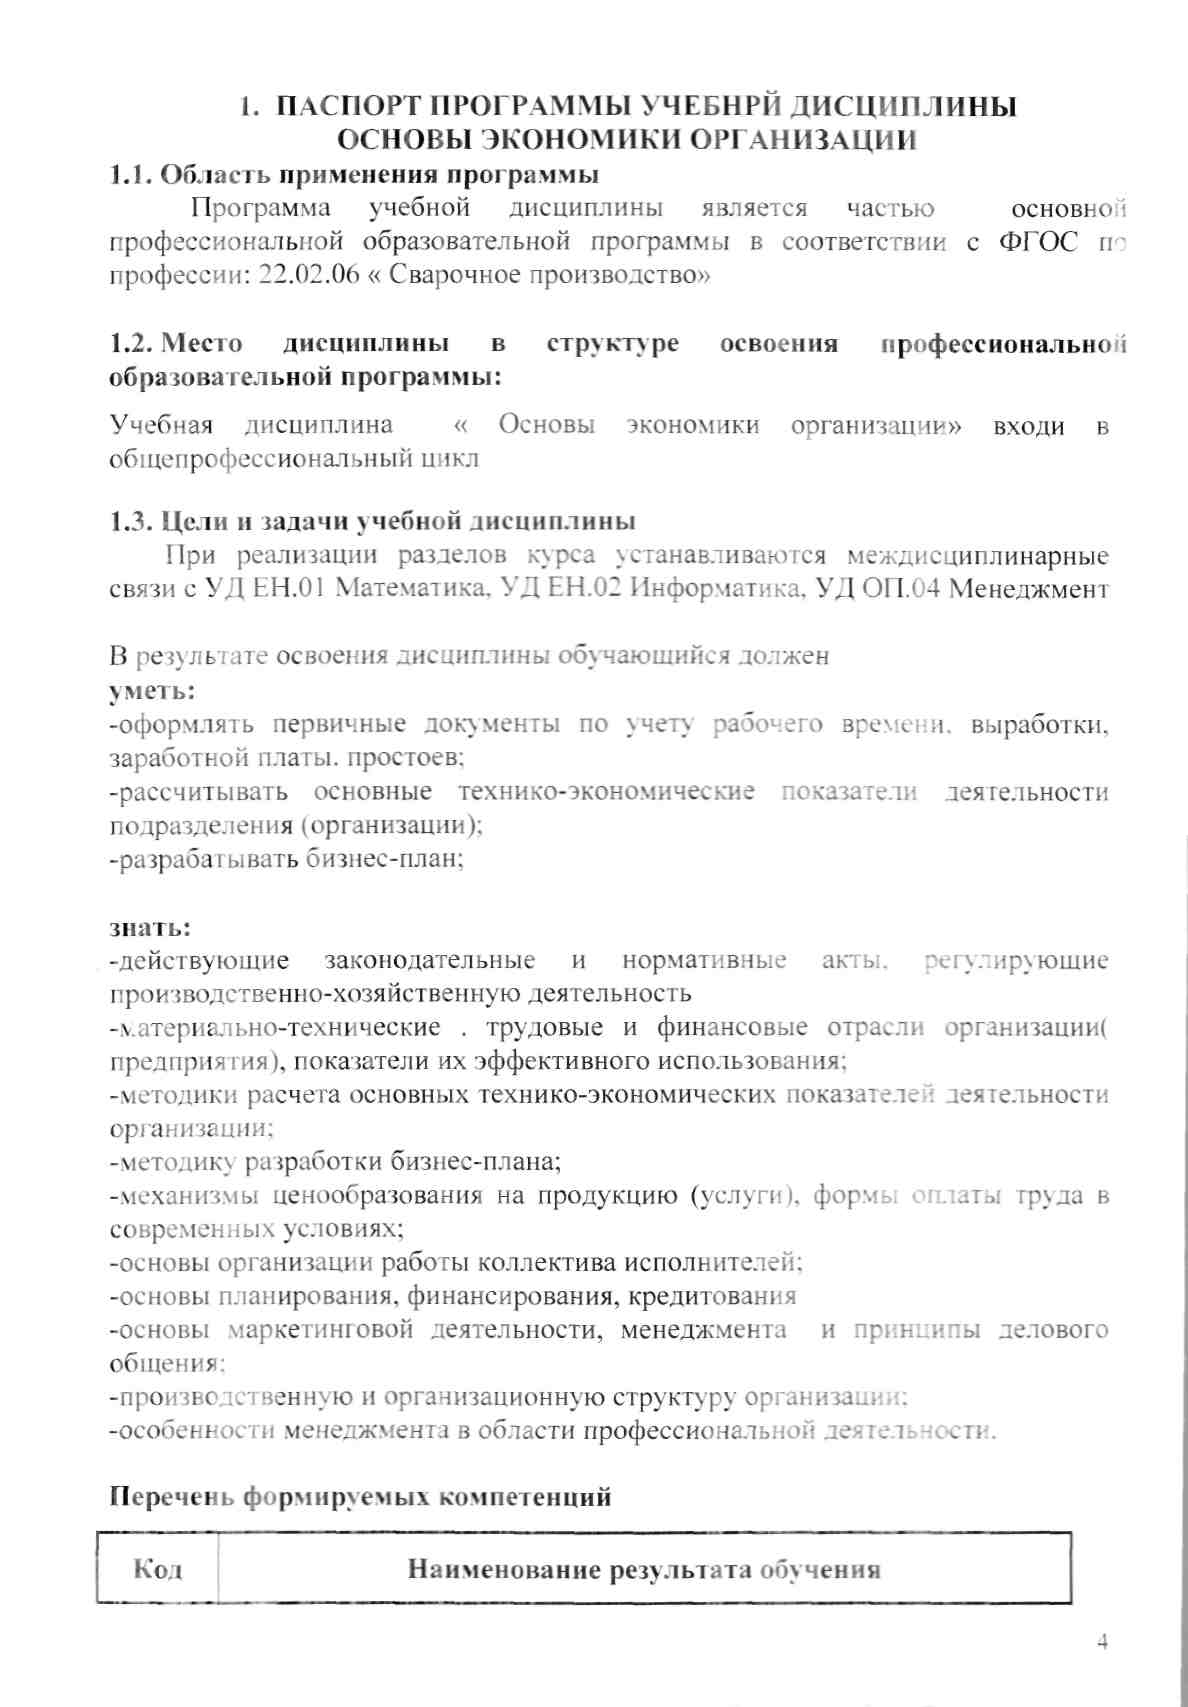 1. ПАСПОРТ ПРОГРАММЫ УЧЕБНРЙ ДИСЦИПЛИНЫ
ОСНОВЫ ЭКОНОМИКИ ОРГАНИЗАЦИИ
1.1. Область применения программы
Программа учебной дисциплины является частью основной
профессиональной образовательной программы в соответствии с ФГОС по
профессии: 22.02.06 « Сварочное производство»
1.2. Место дисциплины в структуре освоения профессиональной
образовательной программы:
Учебная дисциплина « Основы экономики организации» входи в
общепрофессиональный цикл
1.3. Цели и задачи учебной дисциплины
При реализации разделов курса устанавливаются междисциплинарные
связи с УД ЕН.01 Математика, УД ЕН.02 Информатика, УД ОП.04 Менеджмент
В результате освоения дисциплины обучающийся должен
уметь:
-оформлять первичные документы по учету рабочего времени, выработки,
заработной платы, простоев;
-рассчитывать основные технико-экономические показатели деятельности
подразделения (организации);
-разрабатывать бизнес-план;
знать:
-действующие законодательные и нормативные акты, регулирующие
производственно-хозяйственную деятельность
-материально-технические . трудовые и финансовые отрасли организации(
предприятия), показатели их эффективного использования;
-методики расчета основных технико-экономических показателей деятельности
организации;
-методику разработки бизнес-плана;
-механизмы ценообразования на продукцию (услуги), формы оплаты труда в
современных условиях;
-основы организации работы коллектива исполнителей;
-основы планирования, финансирования, кредитования
-основы маркетинговой деятельности, менеджмента и принципы делового
общения;
-производственную и организационную структуру организации;
-особенности менеджмента в области профессиональной деятельности.
Перечень формируемых компетенций
Код Наименование результата обучения
4